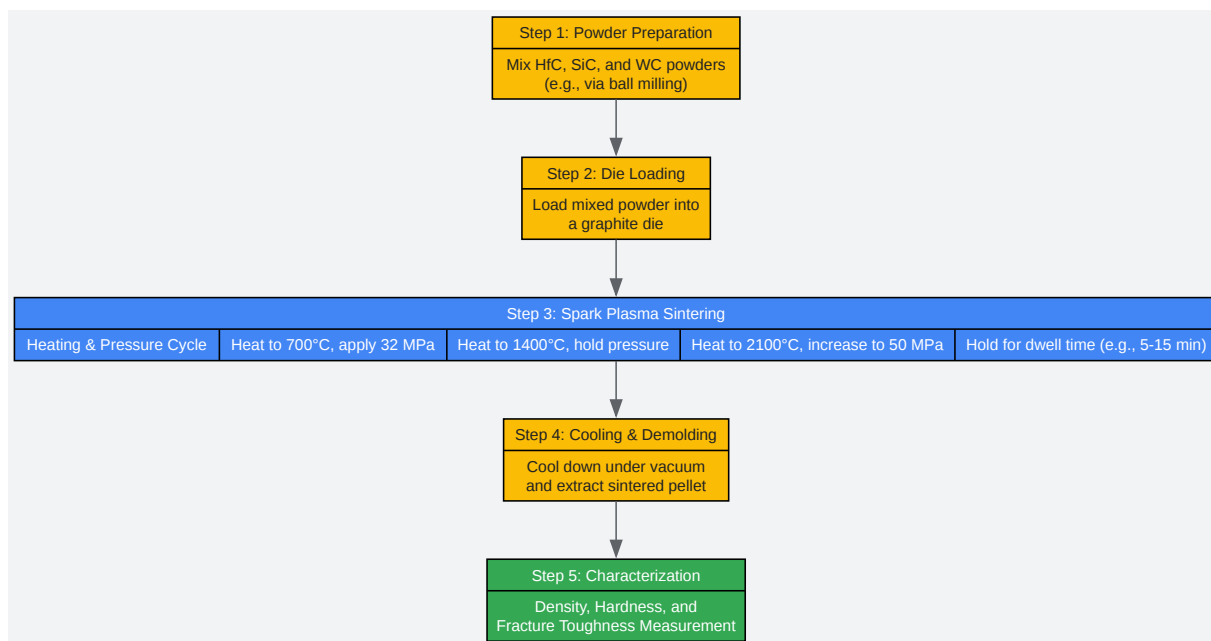 Step 1: Powder Preparation
Mix HfC, SiC, and WC powders
(e.g., via ball milling)
Step 2: Die Loading
Load mixed powder into
a graphite die
Step 3: Spark Plasma Sintering
Heating & Pressure Cycle
Heat to 700°C, apply 32 MPa
Heat to 1400°C, hold pressure
Heat to 2100°C, increase to 50 MPa
Hold for dwell time (e.g., 5-15 min)
Step 4: Cooling & Demolding
Cool down under vacuum
and extract sintered pellet
Step 5: Characterization
Density, Hardness, and
Fracture Toughness Measurement